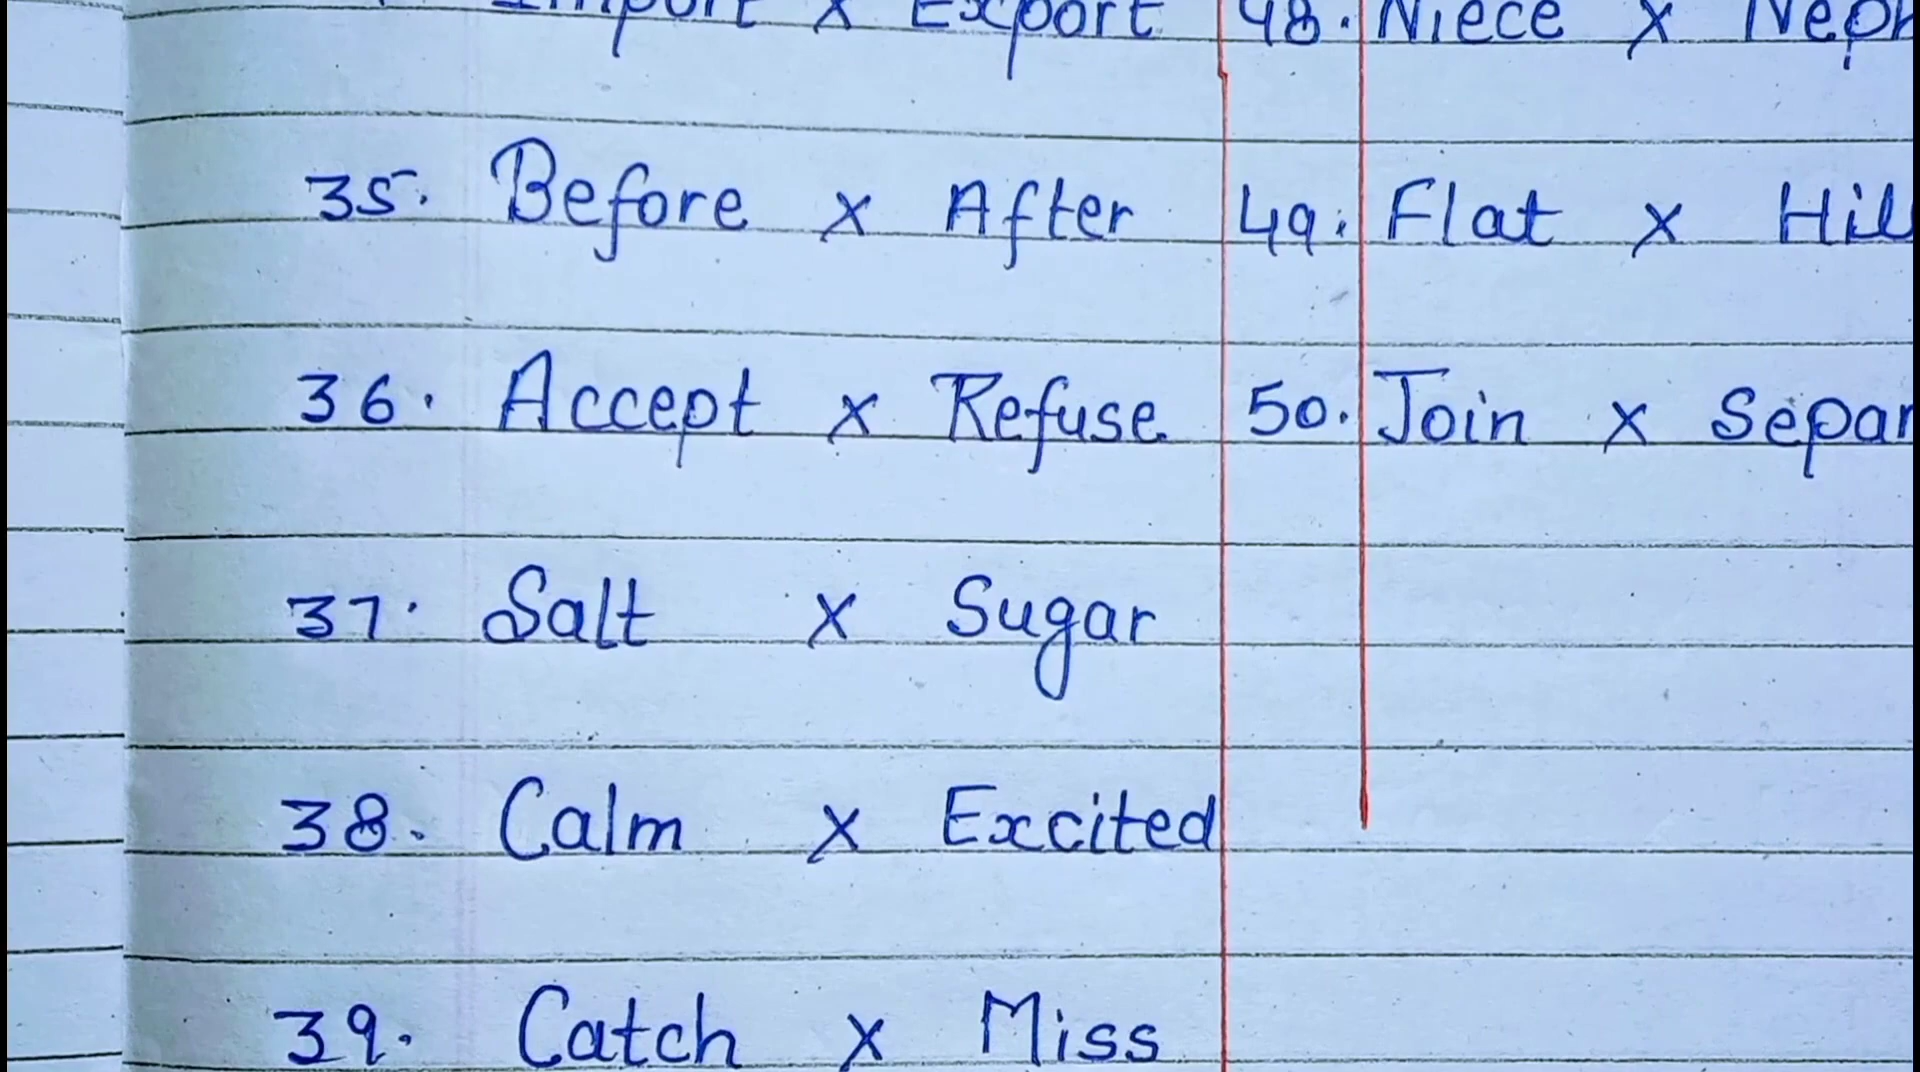 Import x Export 48. Niece x
35. Before x After 49. Flat x
36. Accept x Refuse 50. Join x
37. Salt x Sugar
38. Calm x Excited
39. Catch x Miss